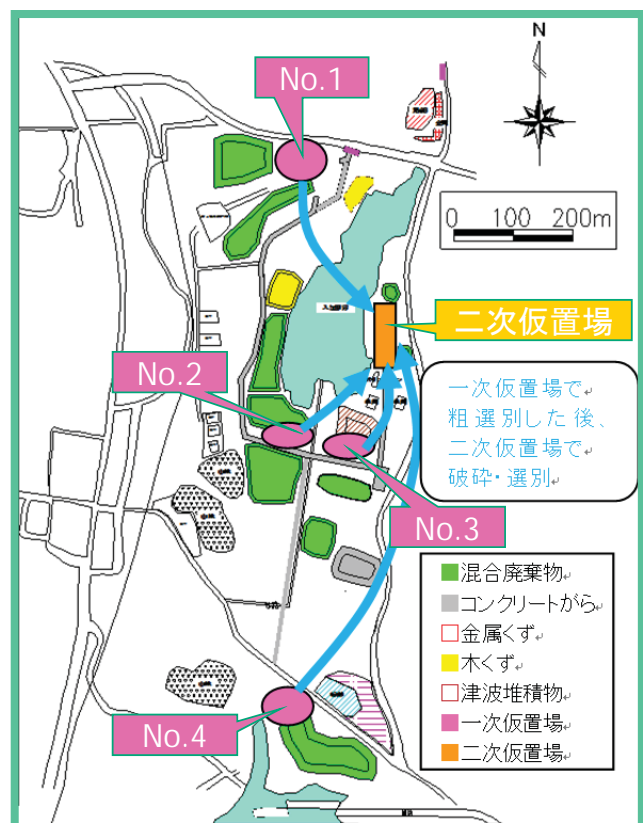 No.1
N
0 100 200m
二次仮置場
No.2
一次仮置場で
粗選別した後、
二次仮置場で
破砕・選別
No.3
混合廃棄物
コンクリートがら
金属くず
木くず
津波堆積物
一次仮置場
二次仮置場
No.4